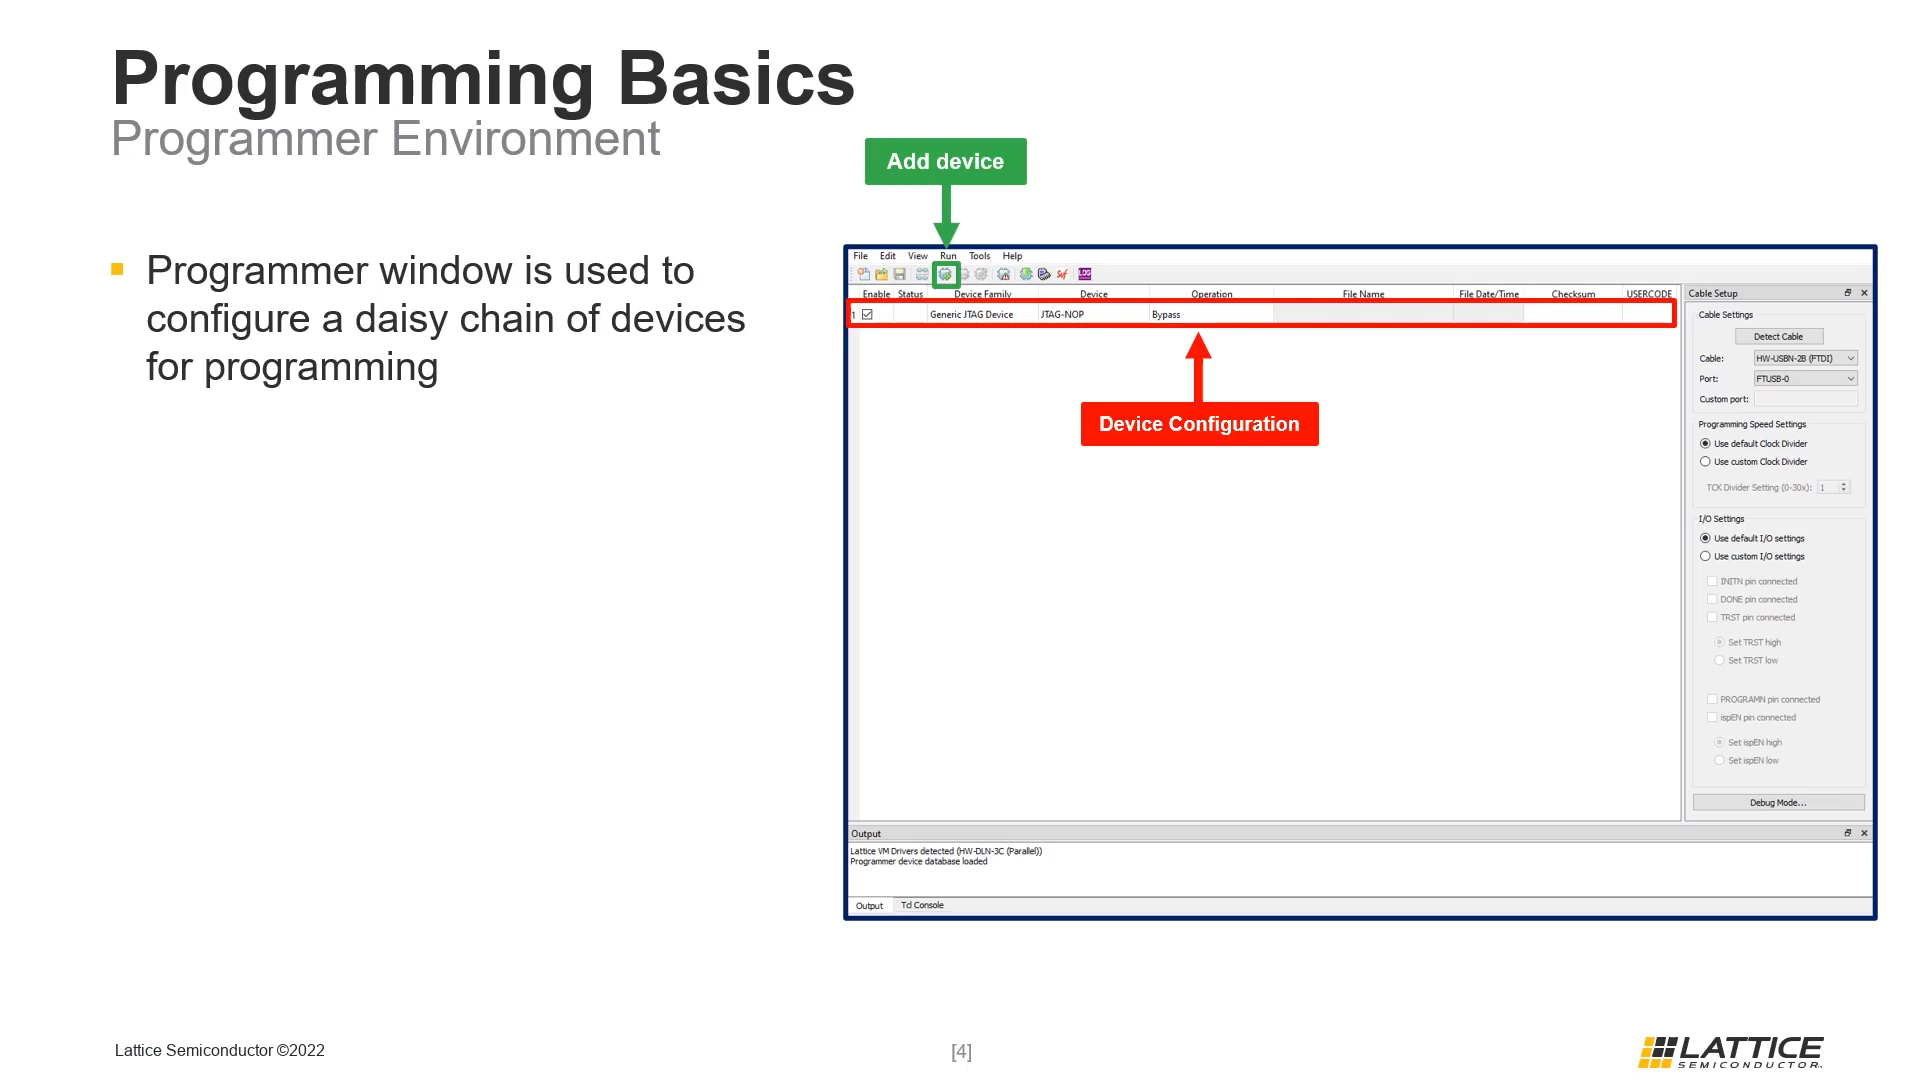 Programming Basics
Programmer Environment
Add device
Programmer window is used to
configure a daisy chain of devices
for programming
File Edit View Run Tools Help
LOG
Enable Status Device Family Device Operation File Name File Date/Time Checksum USERCODE
1 Generic JTAG Device JTAG-NOP Bypass
Device Configuration
Cable Setup
Cable Settings
Detect Cable
Cable: HW-USBN-2B (FTDI)
Port: FTUSB-0
Custom port:
Programming Speed Settings
Use default Clock Divider
Use custom Clock Divider
TCK Divider Setting (0-30x): 1
I/O Settings
Use default I/O settings
Use custom I/O settings
INITN pin connected
DONE pin connected
TRST pin connected
Set TRST high
Set TRST low
PROGRAMN pin connected
ispEN pin connected
Set ispEN high
Set ispEN low
Debug Mode...
Output
Lattice VM Drivers detected (HW-DLN-3C (Parallel))
Programmer device database loaded
Output Tcl Console
Lattice Semiconductor ©2022
[4]
LATTICE
SEMICONDUCTOR